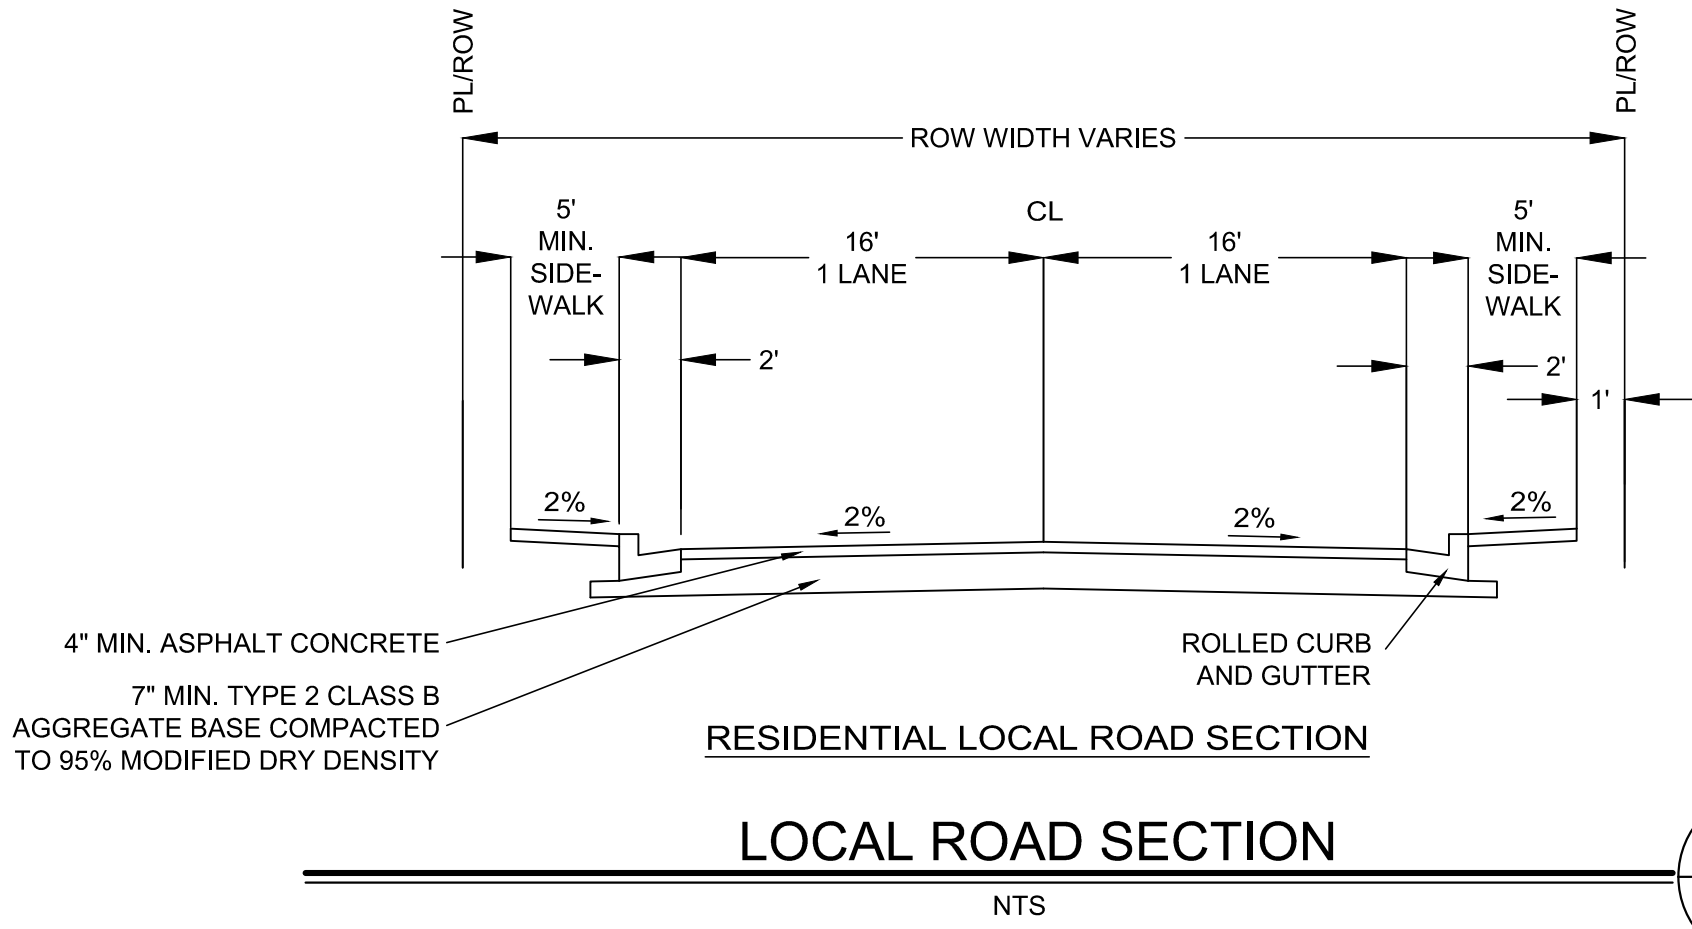 PL/ROW
PL/ROW
ROW WIDTH VARIES
5'
MIN.
SIDE-
WALK
16'
1 LANE
CL
16'
1 LANE
5'
MIN.
SIDE-
WALK
2'
2'
1'
2%
2%
2%
2%
4" MIN. ASPHALT CONCRETE
7" MIN. TYPE 2 CLASS B
AGGREGATE BASE COMPACTED
TO 95% MODIFIED DRY DENSITY
ROLLED CURB
AND GUTTER
RESIDENTIAL LOCAL ROAD SECTION
LOCAL ROAD SECTION
NTS